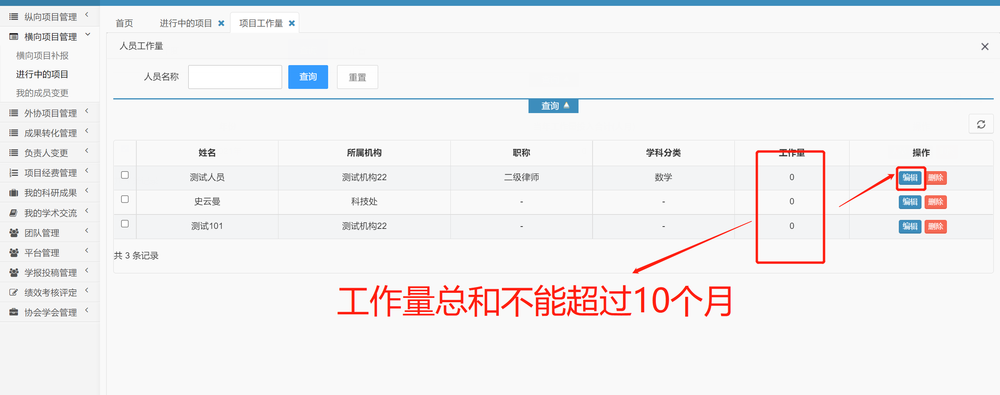 纵向项目管理
横向项目管理
横向项目补报
进行中的项目
我的成员变更
外协项目管理
成果转化管理
负责人变更
项目经费管理
我的科研成果
我的学术交流
团队管理
平台管理
学报投稿管理
绩效考核评定
协会学会管理
首页 进行中的项目 项目工作量
人员工作量
人员名称 查询 重置
查询
姓名 所属机构 职称 学科分类 工作量 操作
测试人员 测试机构22 二级律师 数学 0 编辑 删除
史云曼 科技处 - - 0 编辑 删除
测试101 测试机构22 - - 0 编辑 删除
共 3 条记录
工作量总和不能超过10个月